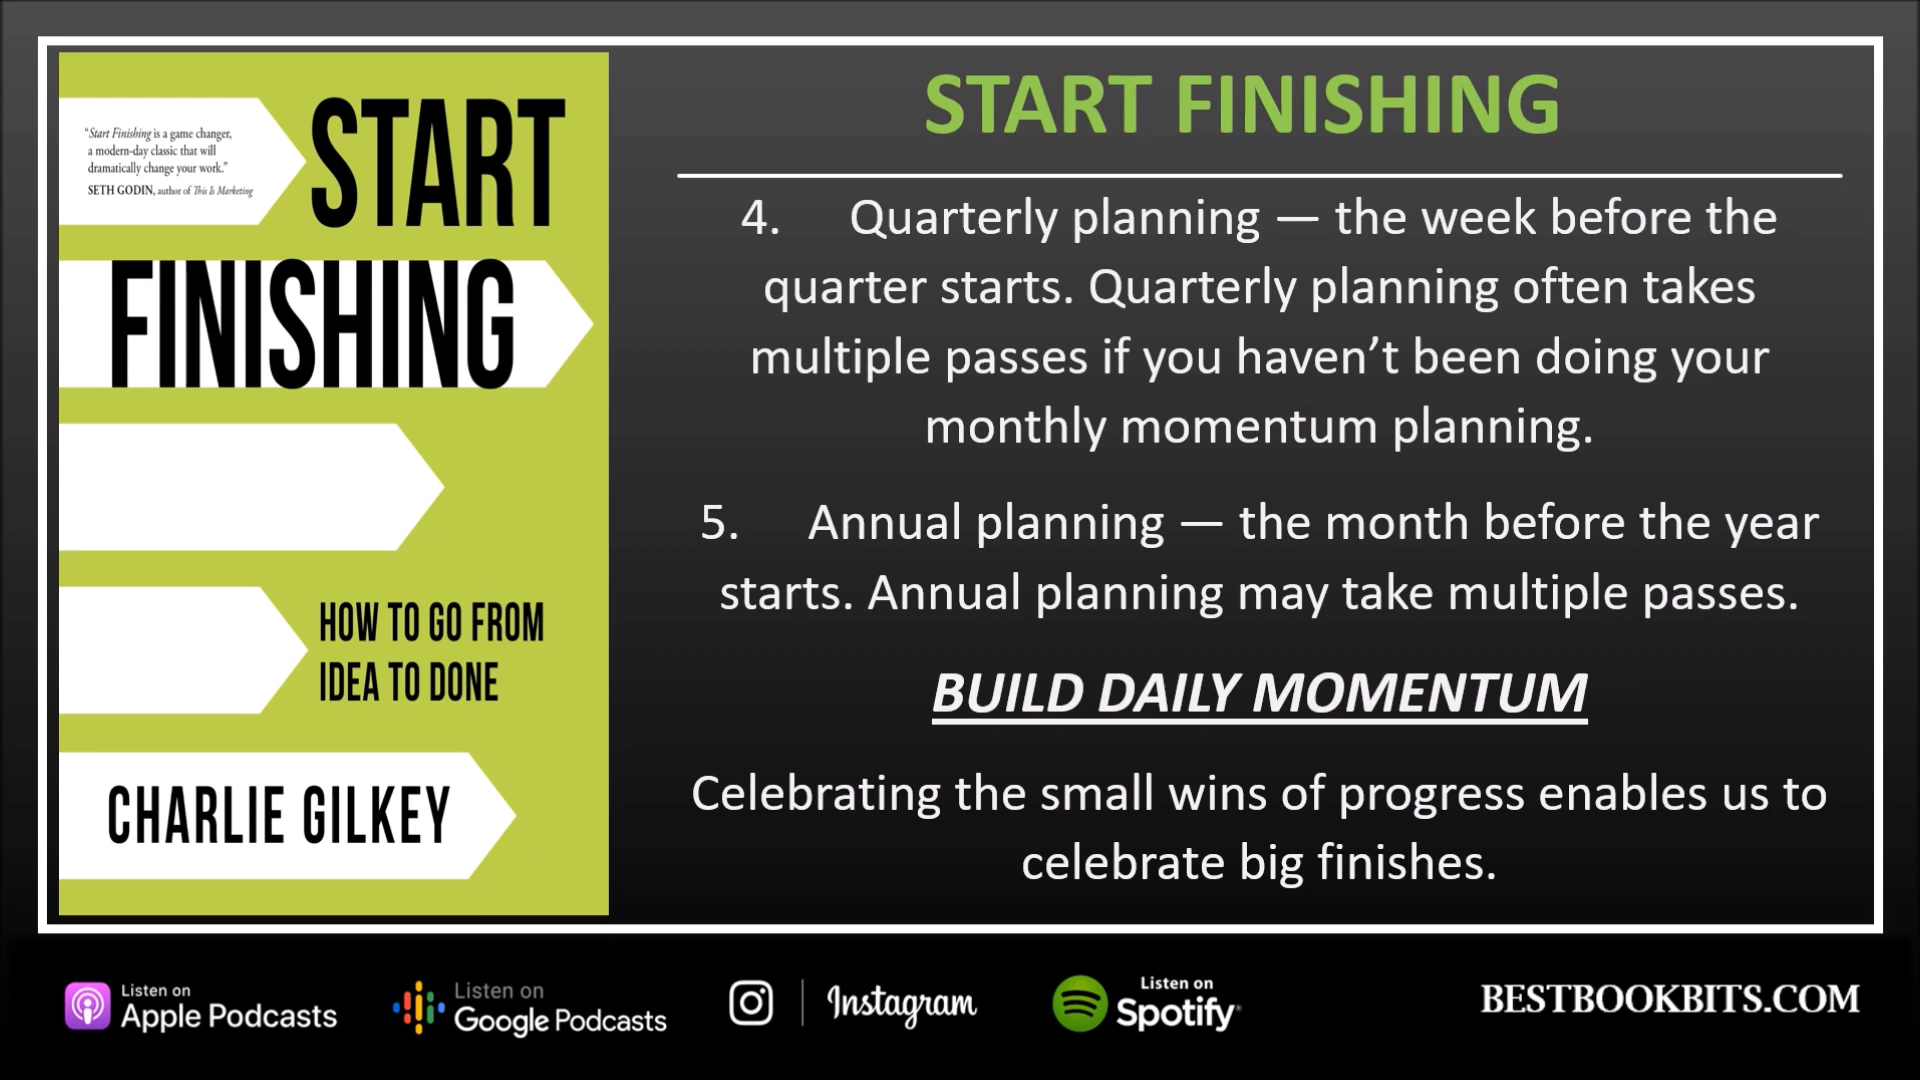 “Start Finishing is a game changer,
a modern-day classic that will
dramatically change your work.”
SETH GODIN, author of This Is Marketing
START
FINISHING
HOW TO GO FROM
IDEA TO DONE
CHARLIE GILKEY
START FINISHING
4. Quarterly planning — the week before the
quarter starts. Quarterly planning often takes
multiple passes if you haven’t been doing your
monthly momentum planning.
5. Annual planning — the month before the year
starts. Annual planning may take multiple passes.
BUILD DAILY MOMENTUM
Celebrating the small wins of progress enables us to
celebrate big finishes.
Listen on
Apple Podcasts
Listen on
Google Podcasts
Instagram
Listen on
Spotify
BESTBOOKBITS.COM